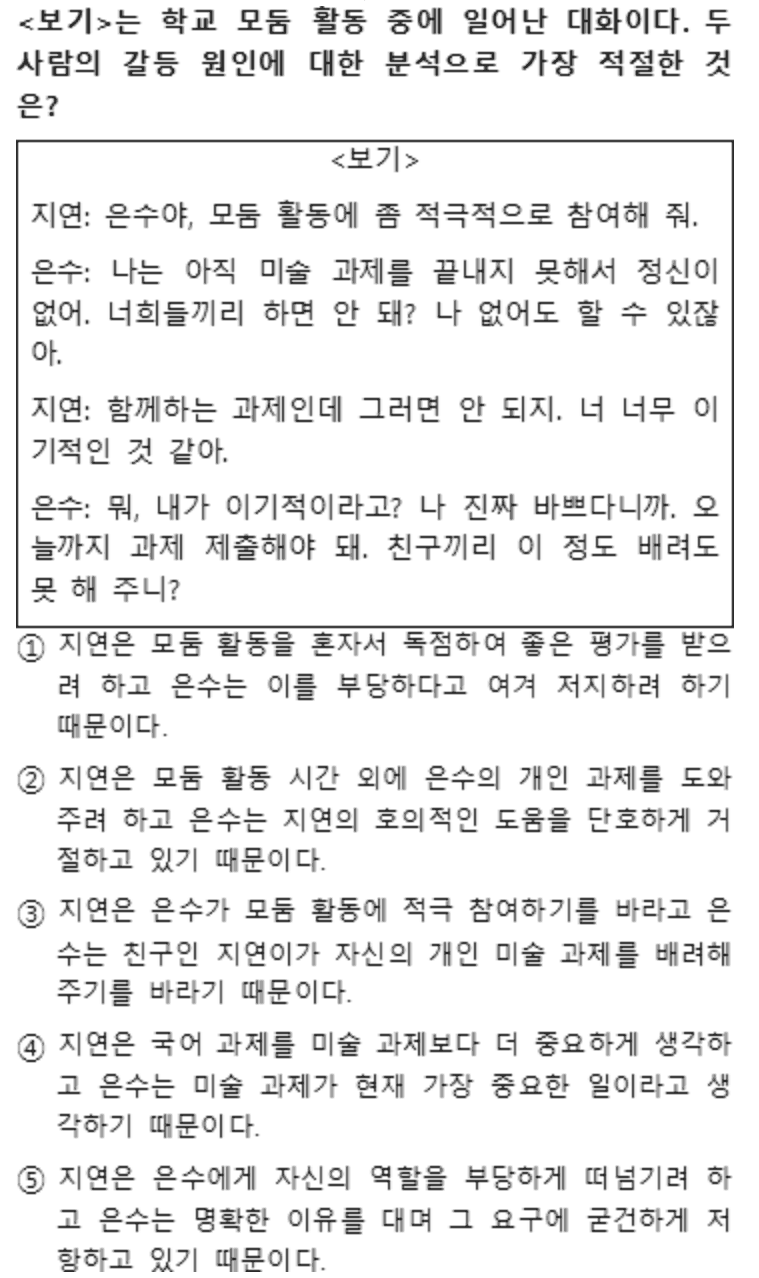 <보기>는 학교 모둠 활동 중에 일어난 대화이다. 두
사람의 갈등 원인에 대한 분석으로 가장 적절한 것
은?
<보기>
지연: 은수야, 모둠 활동에 좀 적극적으로 참여해 줘.
은수: 나는 아직 미술 과제를 끝내지 못해서 정신이
없어. 너희들끼리 하면 안 돼? 나 없어도 할 수 있잖
아.
지연: 함께하는 과제인데 그러면 안 되지. 너 너무 이
기적인 것 같아.
은수: 뭐, 내가 이기적이라고? 나 진짜 바쁘다니까. 오
늘까지 과제 제출해야 돼. 친구끼리 이 정도 배려도
못 해 주니?
① 지연은 모둠 활동을 혼자서 독점하여 좋은 평가를 받으
려 하고 은수는 이를 부당하다고 여겨 저지하려 하기
때문이다.
② 지연은 모둠 활동 시간 외에 은수의 개인 과제를 도와
주려 하고 은수는 지연의 호의적인 도움을 단호하게 거
절하고 있기 때문이다.
③ 지연은 은수가 모둠 활동에 적극 참여하기를 바라고 은
수는 친구인 지연이가 자신의 개인 미술 과제를 배려해
주기를 바라기 때문이다.
④ 지연은 국어 과제를 미술 과제보다 더 중요하게 생각하
고 은수는 미술 과제가 현재 가장 중요한 일이라고 생
각하기 때문이다.
⑤ 지연은 은수에게 자신의 역할을 부당하게 떠넘기려 하
고 은수는 명확한 이유를 대며 그 요구에 굳건하게 저
항하고 있기 때문이다.